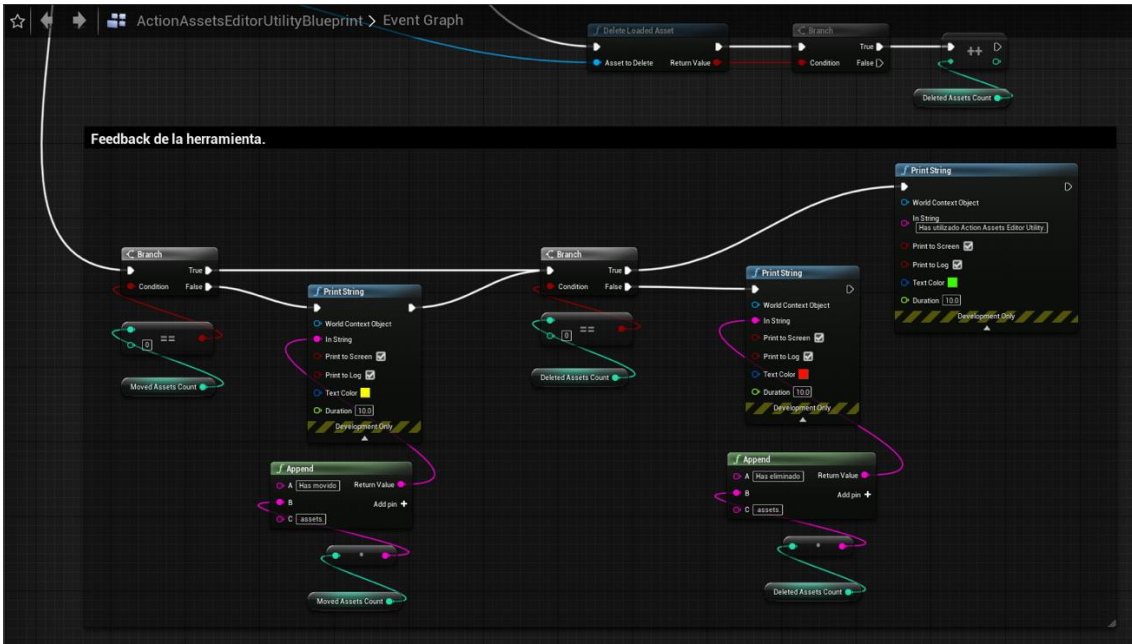 ActionAssetsEditorUtilityBlueprint > Event Graph
f Delete Loaded Asset
Asset to Delete Return Value
Branch
True
Condition False
++
Deleted Assets Count
Feedback de la herramienta.
Branch
True
Condition False
0 ==
Moved Assets Count
f Print String
World Context Object
In String
Print to Screen
Print to Log
Text Color
Duration 10.0
Development Only
f Append
A Has movido Return Value
B Add pin +
C assets.
Moved Assets Count
Branch
True
Condition False
0 ==
Deleted Assets Count
f Print String
World Context Object
In String
Print to Screen
Print to Log
Text Color
Duration 10.0
Development Only
f Append
A Has eliminado Return Value
B Add pin +
C assets.
Deleted Assets Count
f Print String
World Context Object
In String
Has utilizado Action Assets Editor Utility.
Print to Screen
Print to Log
Text Color
Duration 10.0
Development Only